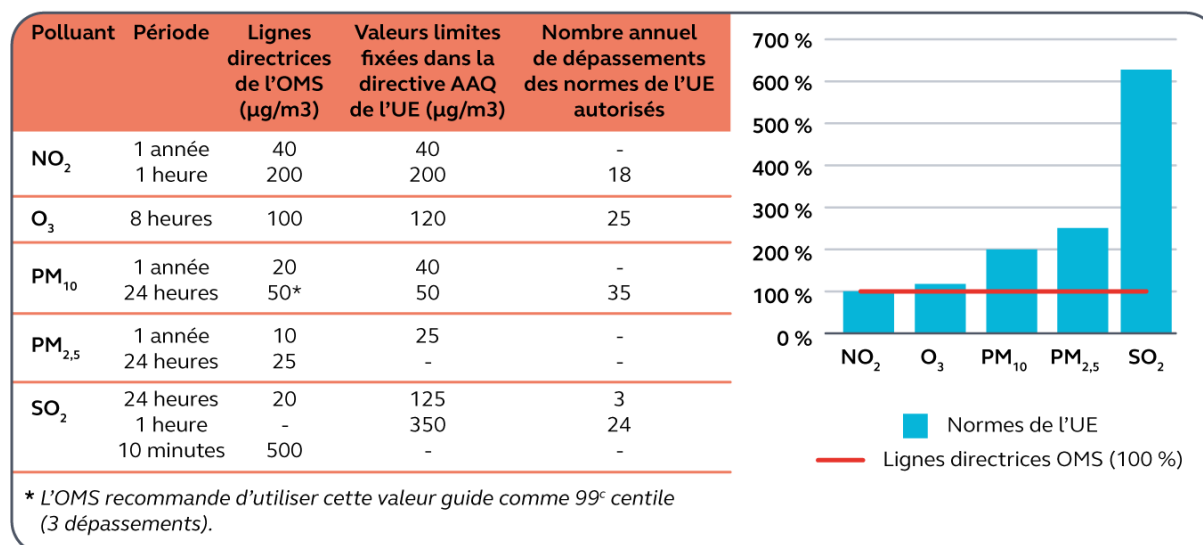 Polluant Période Lignes directrices de l’OMS (µg/m3) Valeurs limites fixées dans la directive AAQ de l’UE (µg/m3) Nombre annuel de dépassements des normes de l’UE autorisés
NO₂ 1 année 40 40 -
1 heure 200 200 18
O₃ 8 heures 100 120 25
PM₁₀ 1 année 20 40 -
24 heures 50* 50 35
PM₂,₅ 1 année 10 25 -
24 heures 25 - -
SO₂ 24 heures 20 125 3
1 heure - 350 24
10 minutes 500 - -
* L’OMS recommande d’utiliser cette valeur guide comme 99ᶜ centile
(3 dépassements).
700 %
600 %
500 %
400 %
300 %
200 %
100 %
0 %
NO₂ O₃ PM₁₀ PM₂,₅ SO₂
Normes de l’UE
Lignes directrices OMS (100 %)